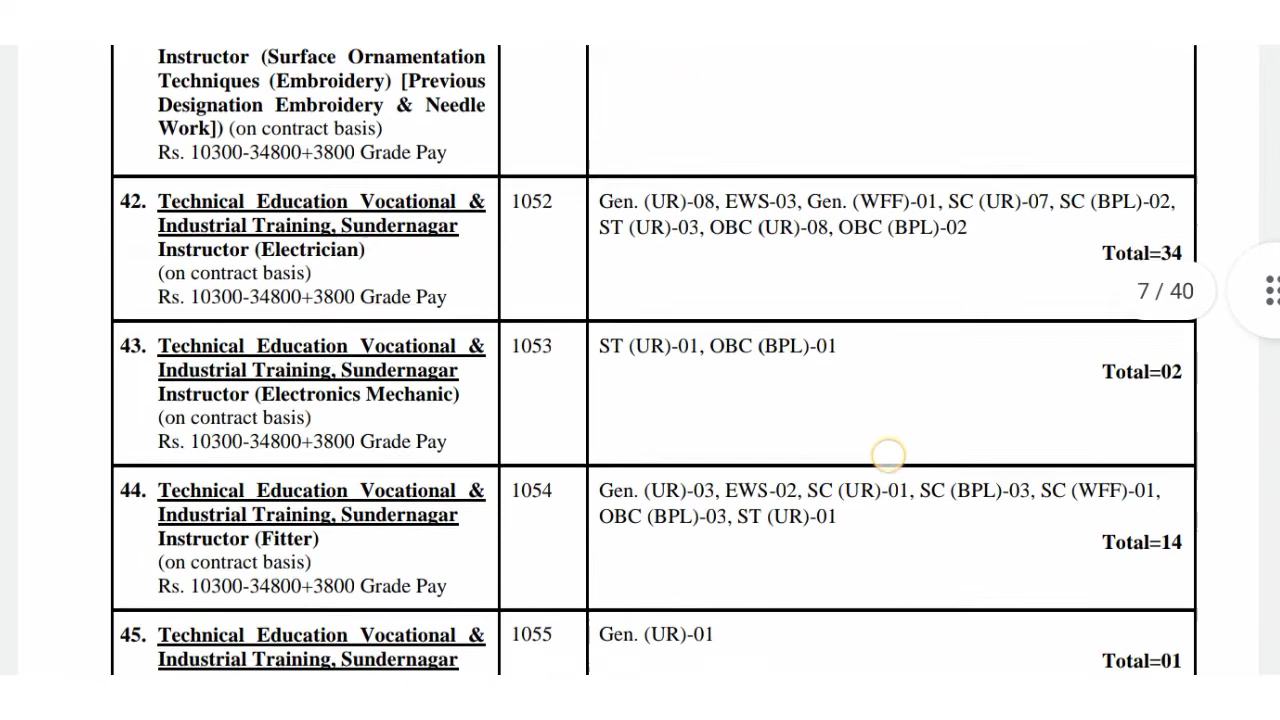 Instructor (Surface Ornamentation
Techniques (Embroidery) [Previous
Designation Embroidery & Needle
Work]) (on contract basis)
Rs. 10300-34800+3800 Grade Pay
42. Technical Education Vocational & 1052 Gen. (UR)-08, EWS-03, Gen. (WFF)-01, SC (UR)-07, SC (BPL)-02,
Industrial Training, Sundernagar ST (UR)-03, OBC (UR)-08, OBC (BPL)-02
Instructor (Electrician) Total=34
(on contract basis)
Rs. 10300-34800+3800 Grade Pay
7 / 40
43. Technical Education Vocational & 1053 ST (UR)-01, OBC (BPL)-01
Industrial Training, Sundernagar Total=02
Instructor (Electronics Mechanic)
(on contract basis)
Rs. 10300-34800+3800 Grade Pay
44. Technical Education Vocational & 1054 Gen. (UR)-03, EWS-02, SC (UR)-01, SC (BPL)-03, SC (WFF)-01,
Industrial Training, Sundernagar OBC (BPL)-03, ST (UR)-01
Instructor (Fitter) Total=14
(on contract basis)
Rs. 10300-34800+3800 Grade Pay
45. Technical Education Vocational & 1055 Gen. (UR)-01
Industrial Training, Sundernagar Total=01